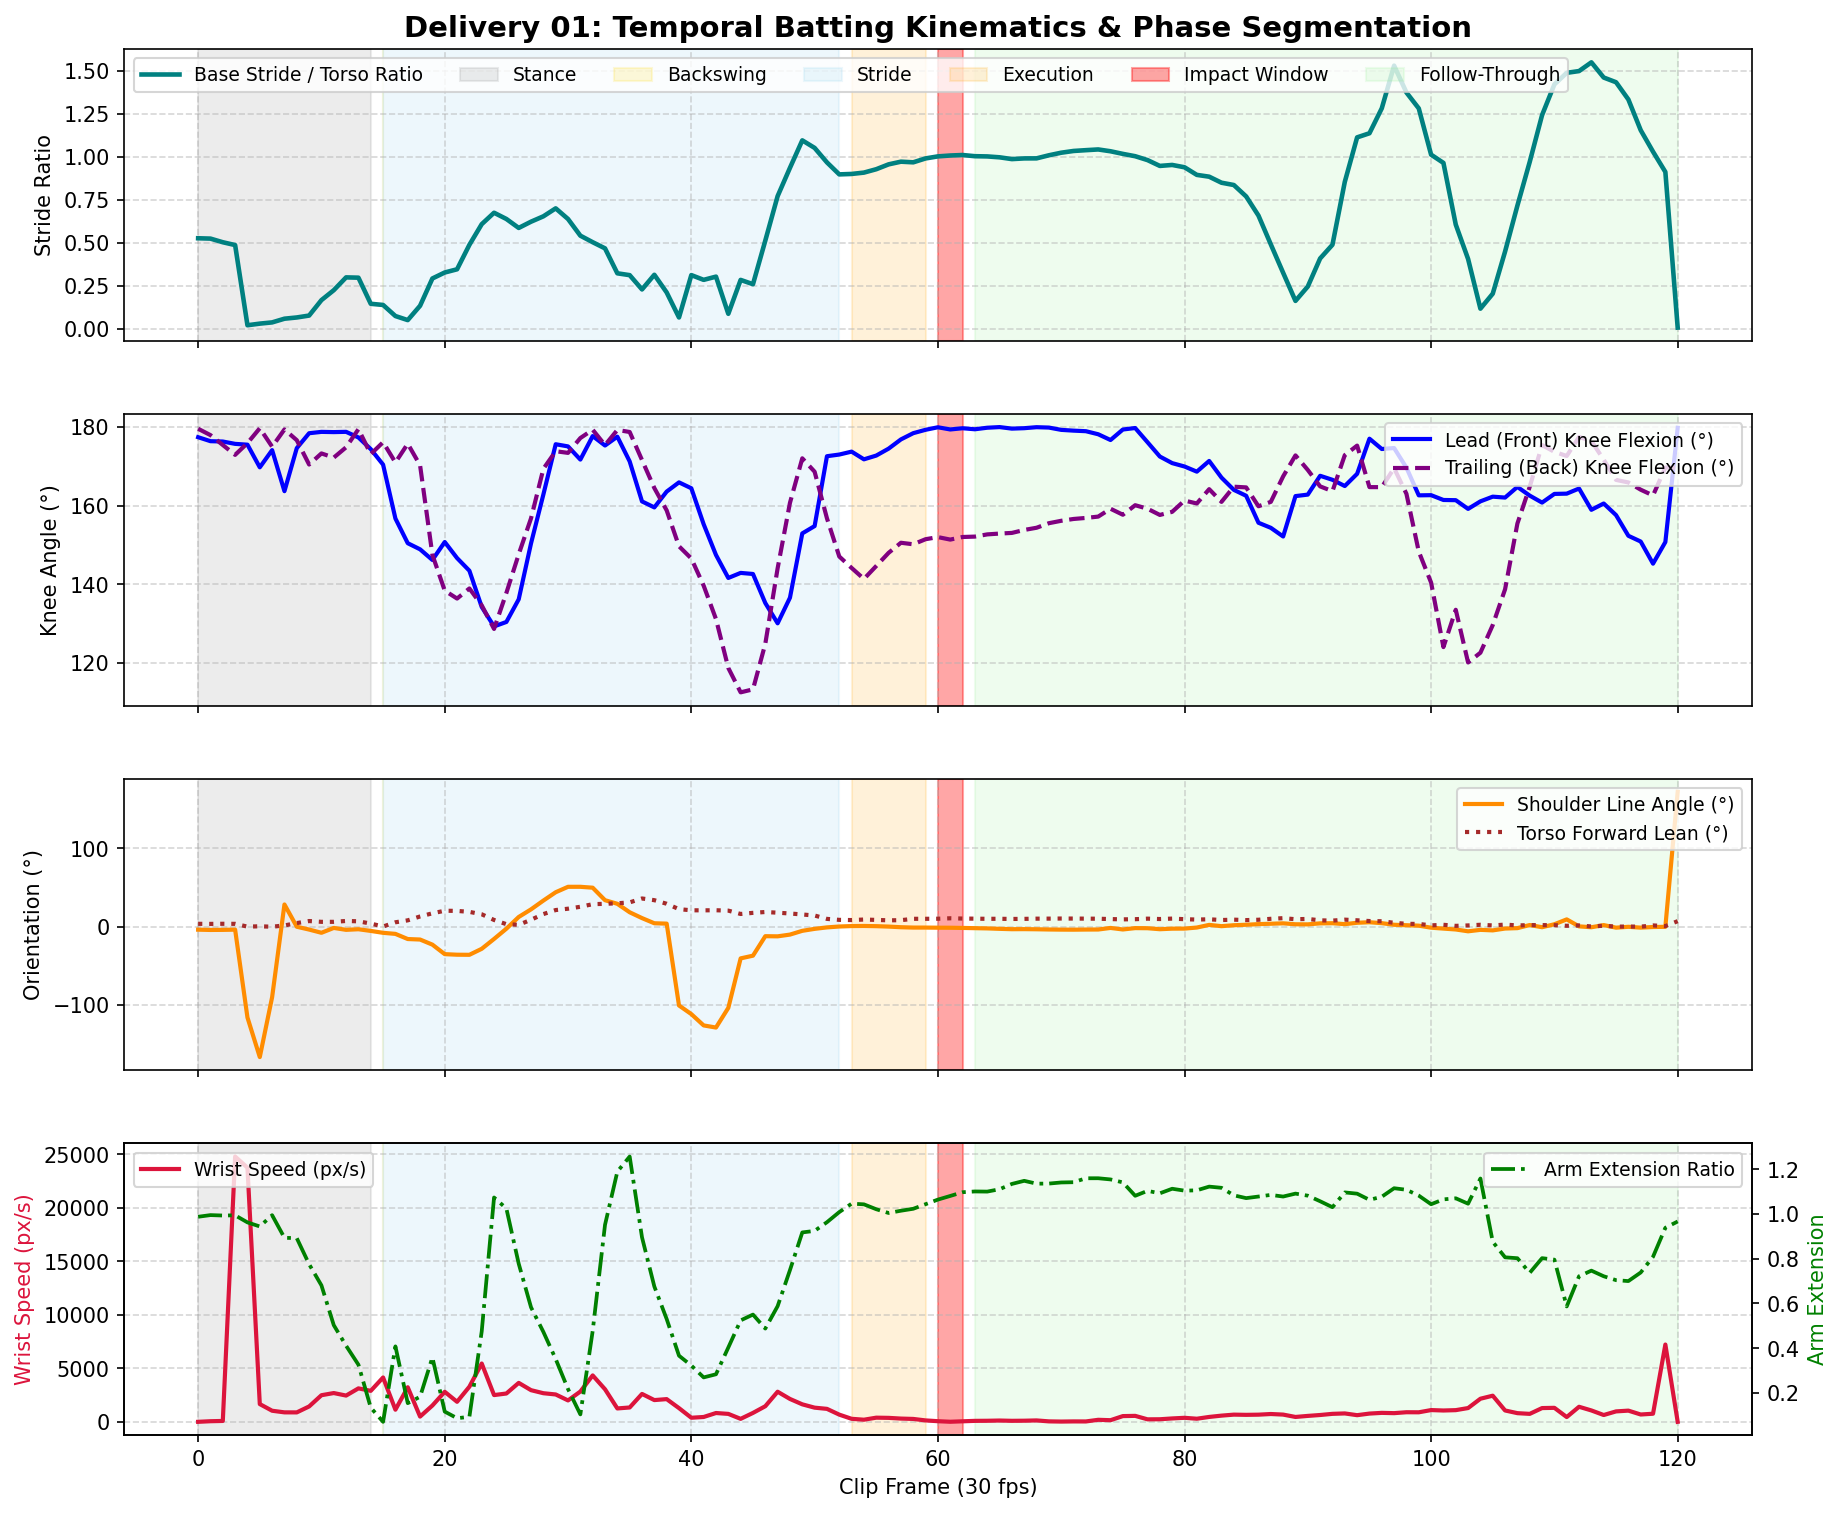 Delivery 01: Temporal Batting Kinematics & Phase Segmentation
Base Stride / Torso Ratio Stance Backswing Stride Execution Impact Window Follow-Through
Stride Ratio
1.50
1.25
1.00
0.75
0.50
0.25
0.00
Lead (Front) Knee Flexion (°)
Trailing (Back) Knee Flexion (°)
Knee Angle (°)
180
160
140
120
Shoulder Line Angle (°)
Torso Forward Lean (°)
Orientation (°)
100
0
−100
Wrist Speed (px/s)
Arm Extension Ratio
Wrist Speed (px/s)
25000
20000
15000
10000
5000
0
1.2
1.0
0.8
0.6
0.4
0.2
Arm Extension
0 20 40 60 80 100 120
Clip Frame (30 fps)